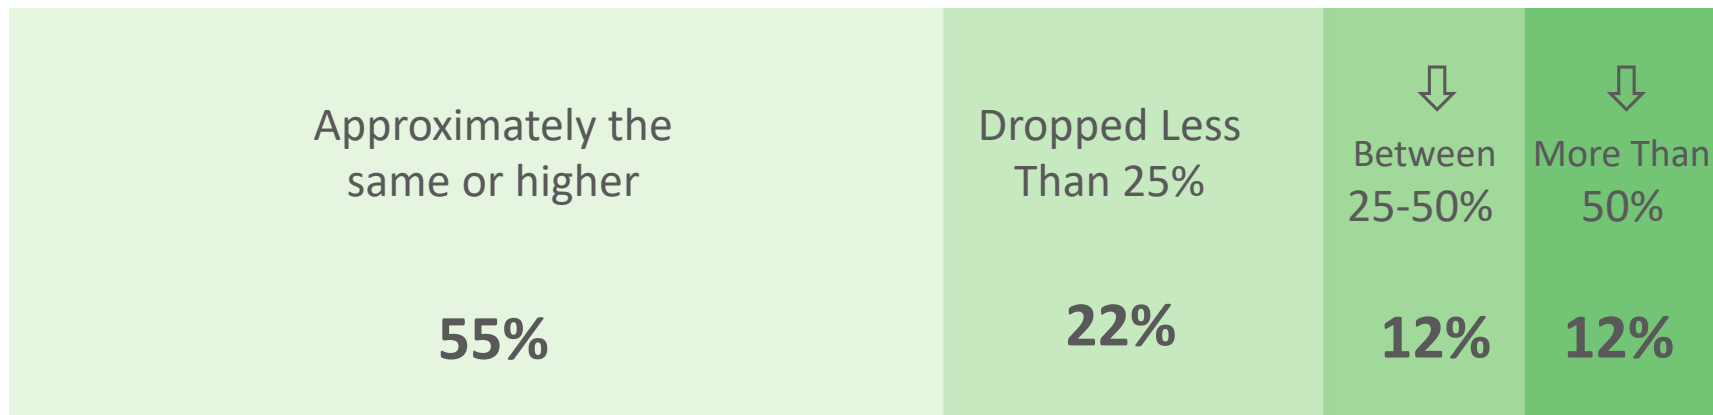 Approximately the
same or higher
55%
Dropped Less
Than 25%
22%
Between
25-50%
12%
More Than
50%
12%